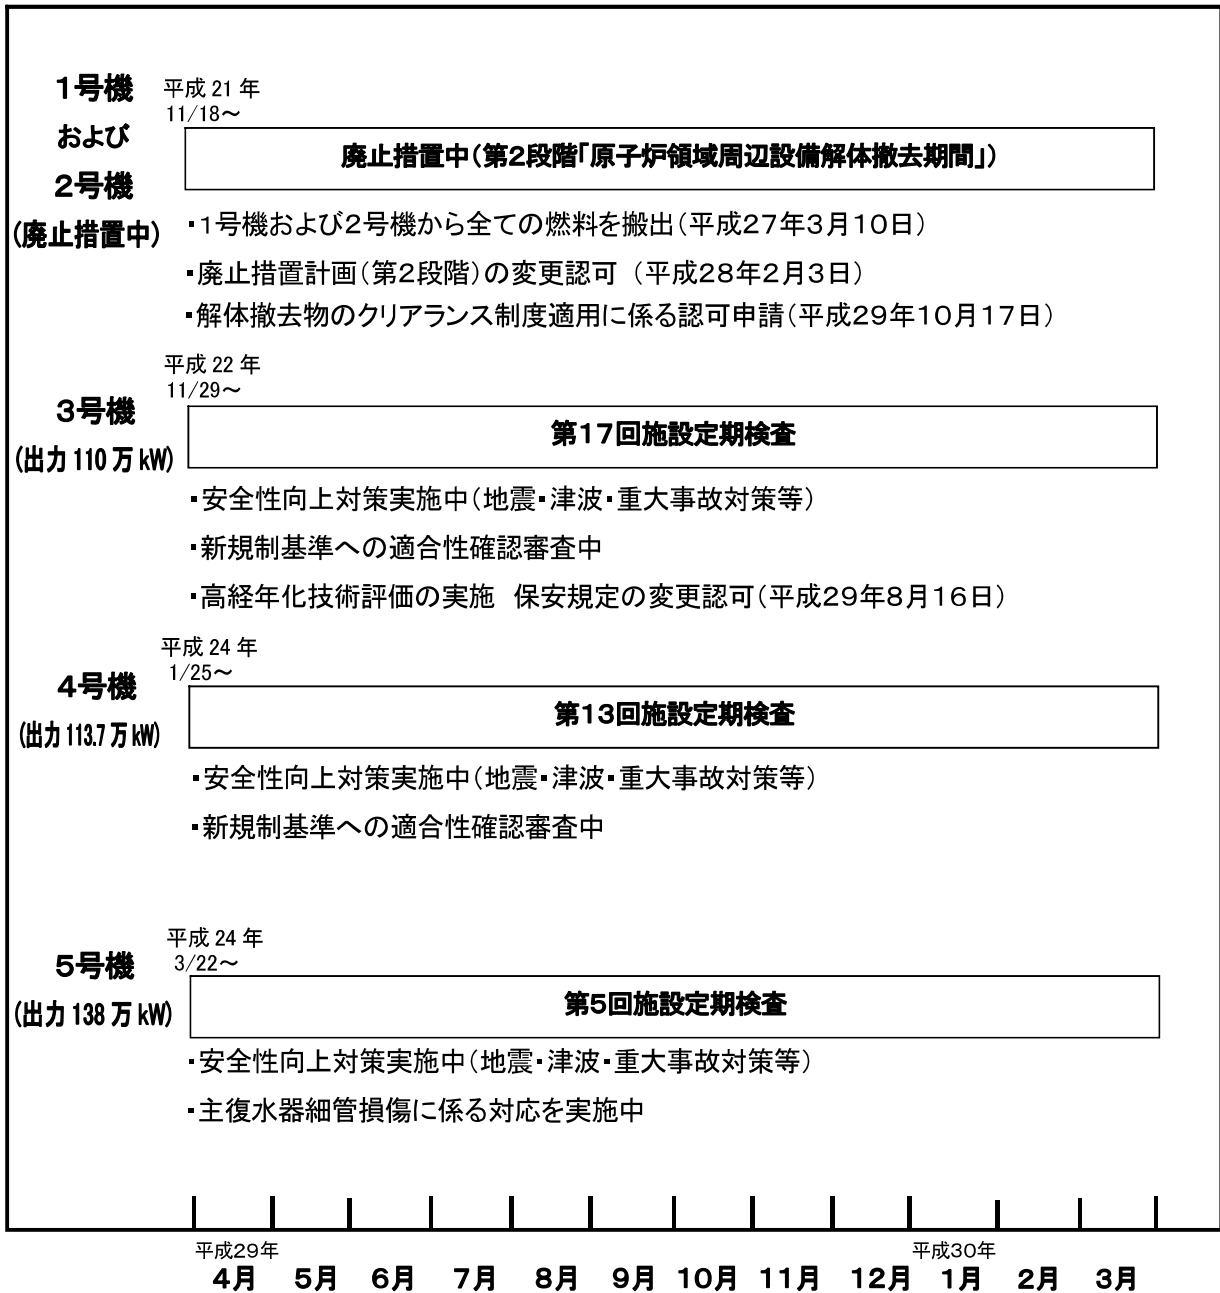 1号機
および
2号機
(廃止措置中)
平成 21 年
11/18～
廃止措置中(第2段階｢原子炉領域周辺設備解体撤去期間｣)
･1号機および2号機から全ての燃料を搬出(平成27年3月10日)
･廃止措置計画(第2段階)の変更認可 (平成28年2月3日)
･解体撤去物のクリアランス制度適用に係る認可申請(平成29年10月17日)
平成 22 年
11/29～
3号機
(出力 110 万 kW)
第17回施設定期検査
･安全性向上対策実施中(地震･津波･重大事故対策等)
･新規制基準への適合性確認審査中
･高経年化技術評価の実施 保安規定の変更認可(平成29年8月16日)
平成 24 年
1/25～
4号機
(出力 113.7 万 kW)
第13回施設定期検査
･安全性向上対策実施中(地震･津波･重大事故対策等)
･新規制基準への適合性確認審査中
平成 24 年
3/22～
5号機
(出力 138 万 kW)
第5回施設定期検査
･安全性向上対策実施中(地震･津波･重大事故対策等)
･主復水器細管損傷に係る対応を実施中
平成29年 平成30年
4月 5月 6月 7月 8月 9月 10月 11月 12月 1月 2月 3月